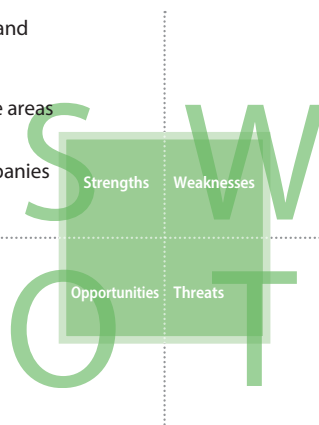 and
e areas
panies
S W
Strengths Weaknesses
Opportunities Threats
O T